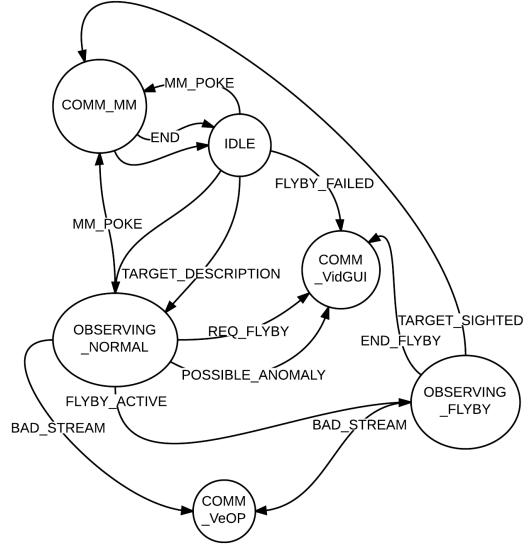 MM_POKE
COMM_MM
END
IDLE
FLYBY_FAILED
MM_POKE
COMM
_VidGUI
TARGET_DESCRIPTION
OBSERVING
_NORMAL
REQ_FLYBY
TARGET_SIGHTED
END_FLYBY
POSSIBLE_ANOMALY
OBSERVING
_FLYBY
FLYBY_ACTIVE
BAD_STREAM
BAD_STREAM
COMM
_VeOP